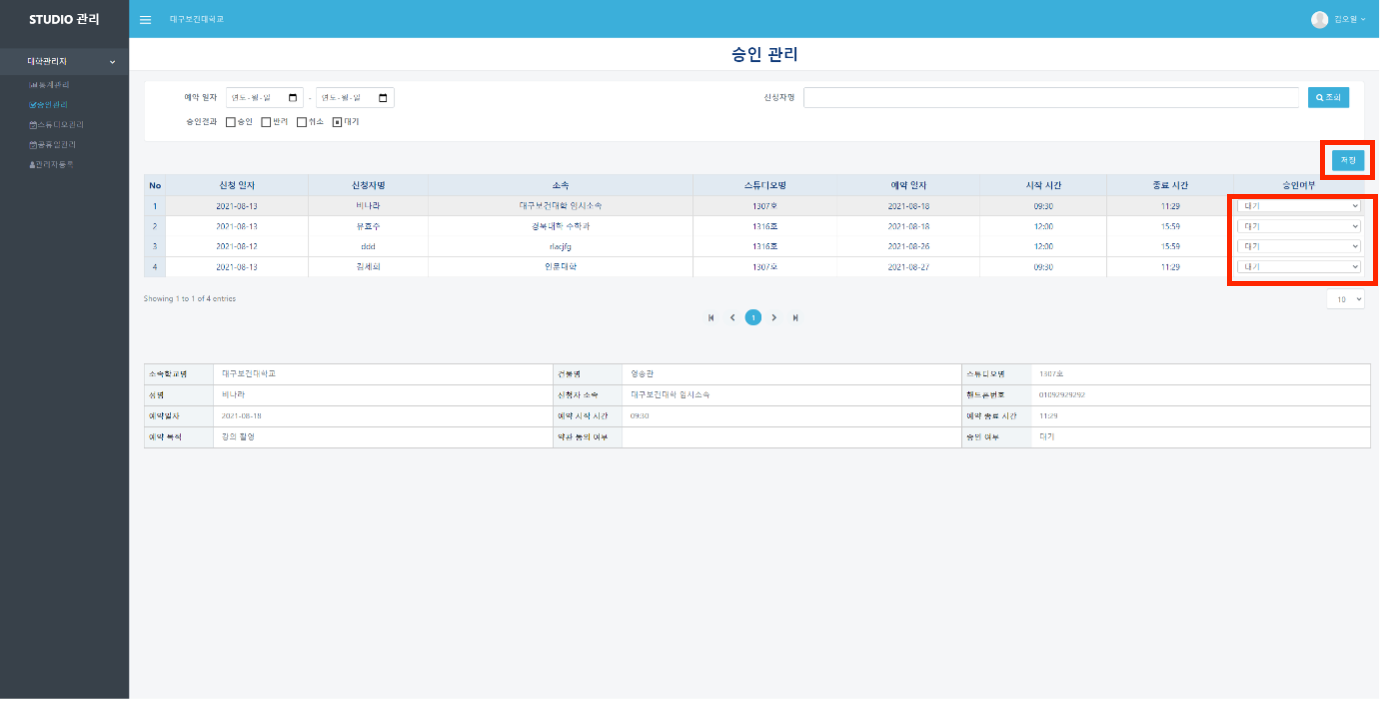 STUDIO 관리
대구보건대학교
김오일
대학관리자
통계관리
승인관리
스튜디오관리
공휴일관리
관리자등록
승인 관리
예약 일자 연도-월-일 - 연도-월-일 신청자명 조회
승인결과 승인 반려 취소 대기
저장
No 신청 일자 신청자명 소속 스튜디오명 예약 일자 시작 시간 종료 시간 승인여부
1 2021-08-13 비나라 대구보건대학 임시소속 1307호 2021-08-18 09:30 11:29 대기
2 2021-08-13 유효수 경북대학 수학과 1316호 2021-08-18 12:00 15:59 대기
3 2021-08-12 ddd rlacjfg 1316호 2021-08-26 12:00 15:59 대기
4 2021-08-13 김세희 인문대학 1307호 2021-08-27 09:30 11:29 대기
Showing 1 to 1 of 4 entries
10
1
소속학교명 대구보건대학교 건물명 영송관 스튜디오명 1307호
성명 비나라 신청자 소속 대구보건대학 임시소속 핸드폰번호 01092929292
예약일자 2021-08-18 예약 시작 시간 09:30 예약 종료 시간 11:29
예약 목적 강의 촬영 약관 동의 여부 승인 여부 대기